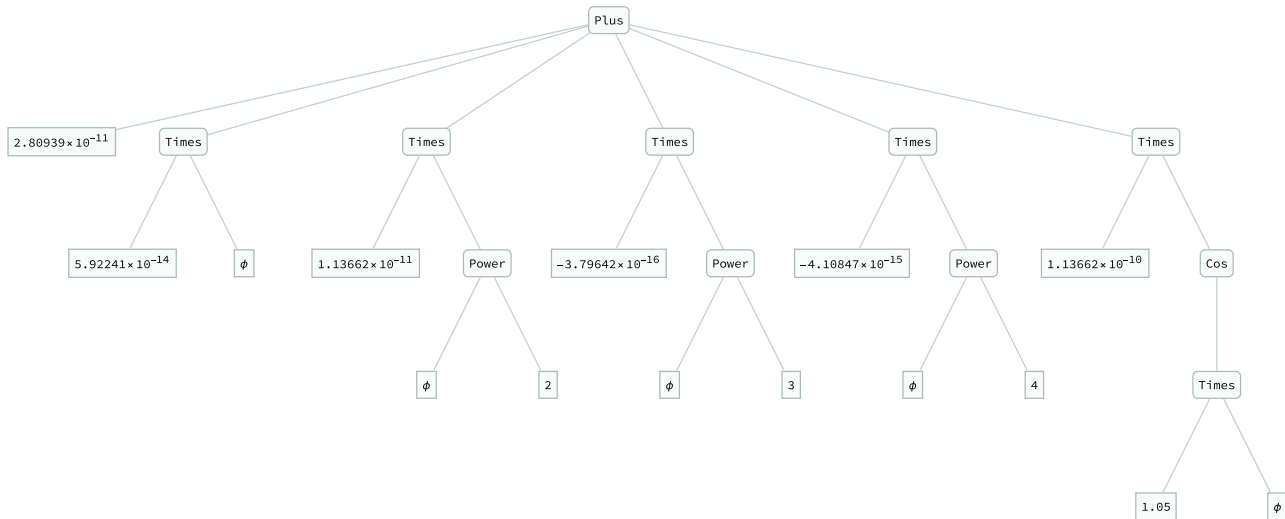 Plus
2.80939×10⁻¹¹ Times Times Times Times Times
5.92241×10⁻¹⁴ ϕ 1.13662×10⁻¹¹ Power -3.79642×10⁻¹⁶ Power -4.10847×10⁻¹⁵ Power 1.13662×10⁻¹⁰ Cos
ϕ 2 ϕ 3 ϕ 4 Times
1.05 ϕ